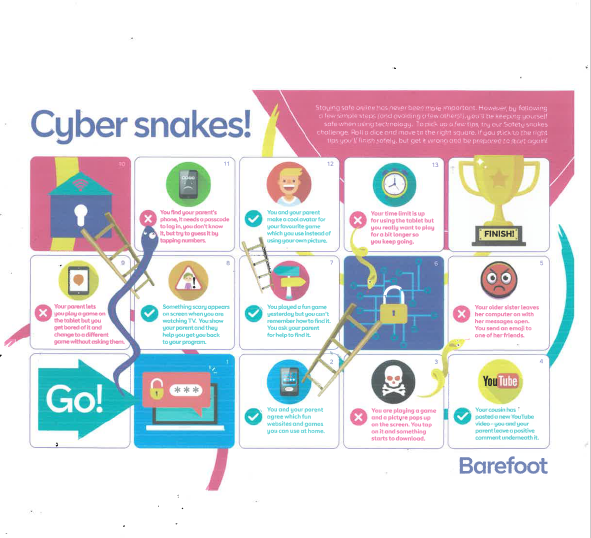 Cyber snakes!
Staying safe online has never been more important. However, by following
a few simple steps (and avoiding a few others!), you'll be keeping yourself
safe when using technology. To pick up a few tips, try our Safety snakes
challenge. Roll a dice and move to the right square. If you stick to the right
tips you'll finish safely, but get it wrong and be prepared to start again!
10
11
You find your parent's
phone, it needs a passcode
to log in, you don't know
it, but try to guess it by
tapping numbers.
12
You and your parent
make a cool avatar for
your favourite game
which you use instead of
using your own picture.
13
Your time limit is up
for using the tablet but
you really want to play
for a bit longer so
you keep going.
FINISH!
9
Your parent lets
you play a game on
the tablet but you
get bored of it and
change to a different
game without asking them.
8
Something scary appears
on screen when you are
watching TV. You show
your parent and they
help you get you back
to your program.
7
You played a fun game
yesterday but you can't
remember how to find it.
You ask your parent
for help to find it.
6
5
Your older sister leaves
her computer on with
her messages open.
You send an emoji to
one of her friends.
Go!
1
***
2
You and your parent
agree which fun
websites and games
you can use at home.
3
You are playing a game
and a picture pops up
on the screen. You tap
on it and something
starts to download.
4
YouTube
Your cousin has
posted a new YouTube
video - you and your
parent leave a positive
comment underneath it.
Barefoot